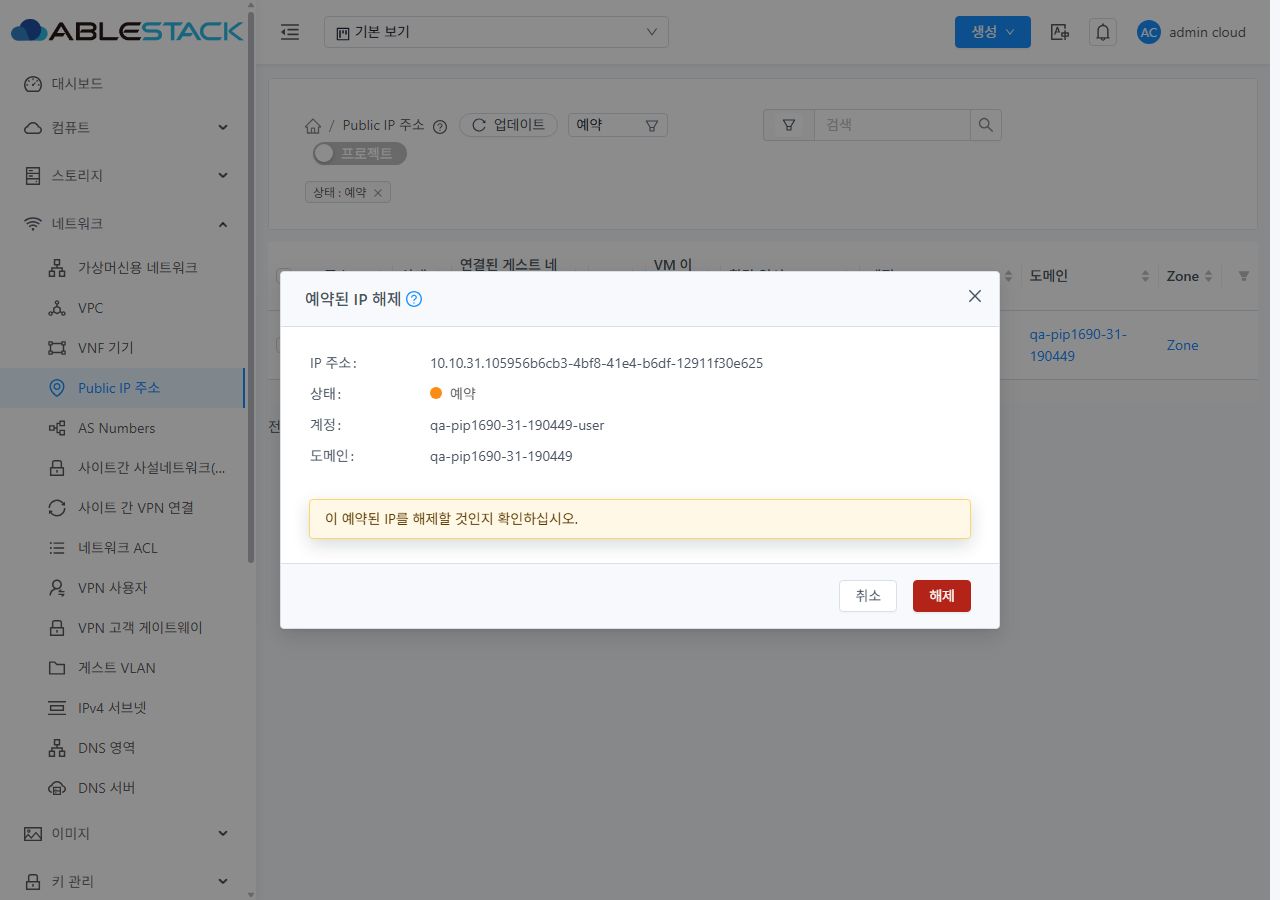 ABLESTACK
기본 보기
생성
AC admin cloud
대시보드
컴퓨트
스토리지
네트워크
가상머신용 네트워크
VPC
VNF 기기
Public IP 주소
AS Numbers
사이트간 사설네트워크(...
사이트 간 VPN 연결
네트워크 ACL
VPN 사용자
VPN 고객 게이트웨이
게스트 VLAN
IPv4 서브넷
DNS 영역
DNS 서버
이미지
키 관리
/ Public IP 주소
업데이트
예약
검색
프로젝트
상태 : 예약
연결된 게스트 네
VM 이
도메인
Zone
qa-pip1690-31-
190449
Zone
전
예약된 IP 해제
IP 주소:
10.10.31.105956b6cb3-4bf8-41e4-b6df-12911f30e625
상태:
예약
계정:
qa-pip1690-31-190449-user
도메인:
qa-pip1690-31-190449
이 예약된 IP를 해제할 것인지 확인하십시오.
취소
해제